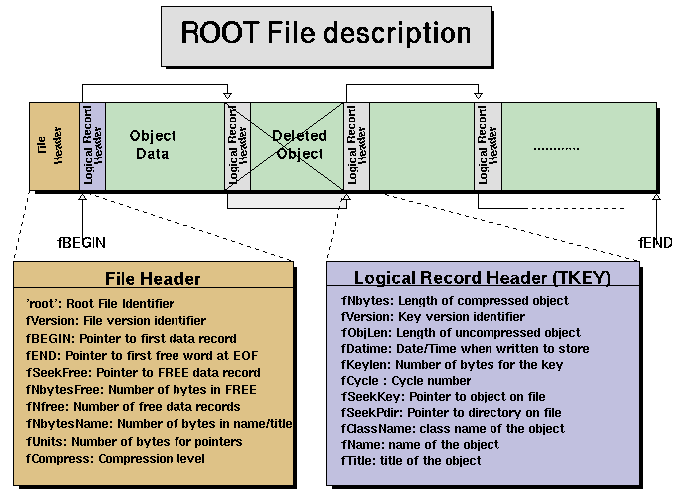 ROOT File description
File Header
Logical Record Header
Object Data
Logical Record Header
Deleted Object
Logical Record Header
Logical Record Header
............
fBEGIN
fEND
File Header
'root': Root File Identifier
fVersion: File version identifier
fBEGIN: Pointer to first data record
fEND: Pointer to first free word at EOF
fSeekFree: Pointer to FREE data record
fNbytesFree: Number of bytes in FREE
fNfree: Number of free data records
fNbytesName: Number of bytes in name/title
fUnits: Number of bytes for pointers
fCompress: Compression level
Logical Record Header (TKEY)
fNbytes: Length of compressed object
fVersion: Key version identifier
fObjLen: Length of uncompressed object
fDatime: Date/Time when written to store
fKeylen: Number of bytes for the key
fCycle : Cycle number
fSeekKey: Pointer to object on file
fSeekPdir: Pointer to directory on file
fClassName: class name of the object
fName: name of the object
fTitle: title of the object